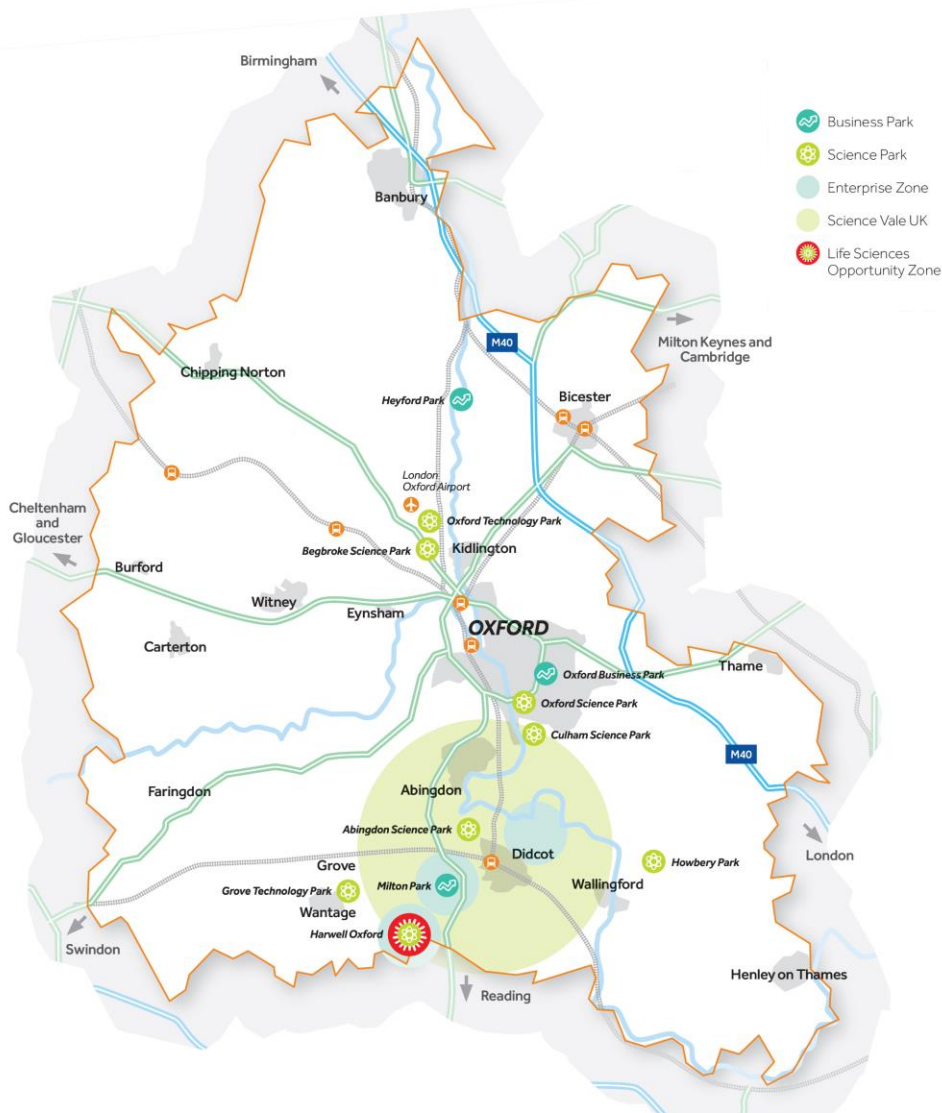 Birmingham
Business Park
Science Park
Enterprise Zone
Science Vale UK
Life Sciences
Opportunity Zone
Banbury
M40
Milton Keynes and
Cambridge
Chipping Norton
Heyford Park
Bicester
London
Oxford Airport
Oxford Technology Park
Cheltenham
and
Gloucester
Begbroke Science Park
Kidlington
Burford
Witney
Eynsham
OXFORD
Carterton
Thame
Oxford Business Park
Oxford Science Park
Culham Science Park
M40
Faringdon
Abingdon
Abingdon Science Park
Didcot
London
Howbery Park
Grove
Grove Technology Park
Milton Park
Wallingford
Wantage
Harwell Oxford
Swindon
Henley on Thames
Reading